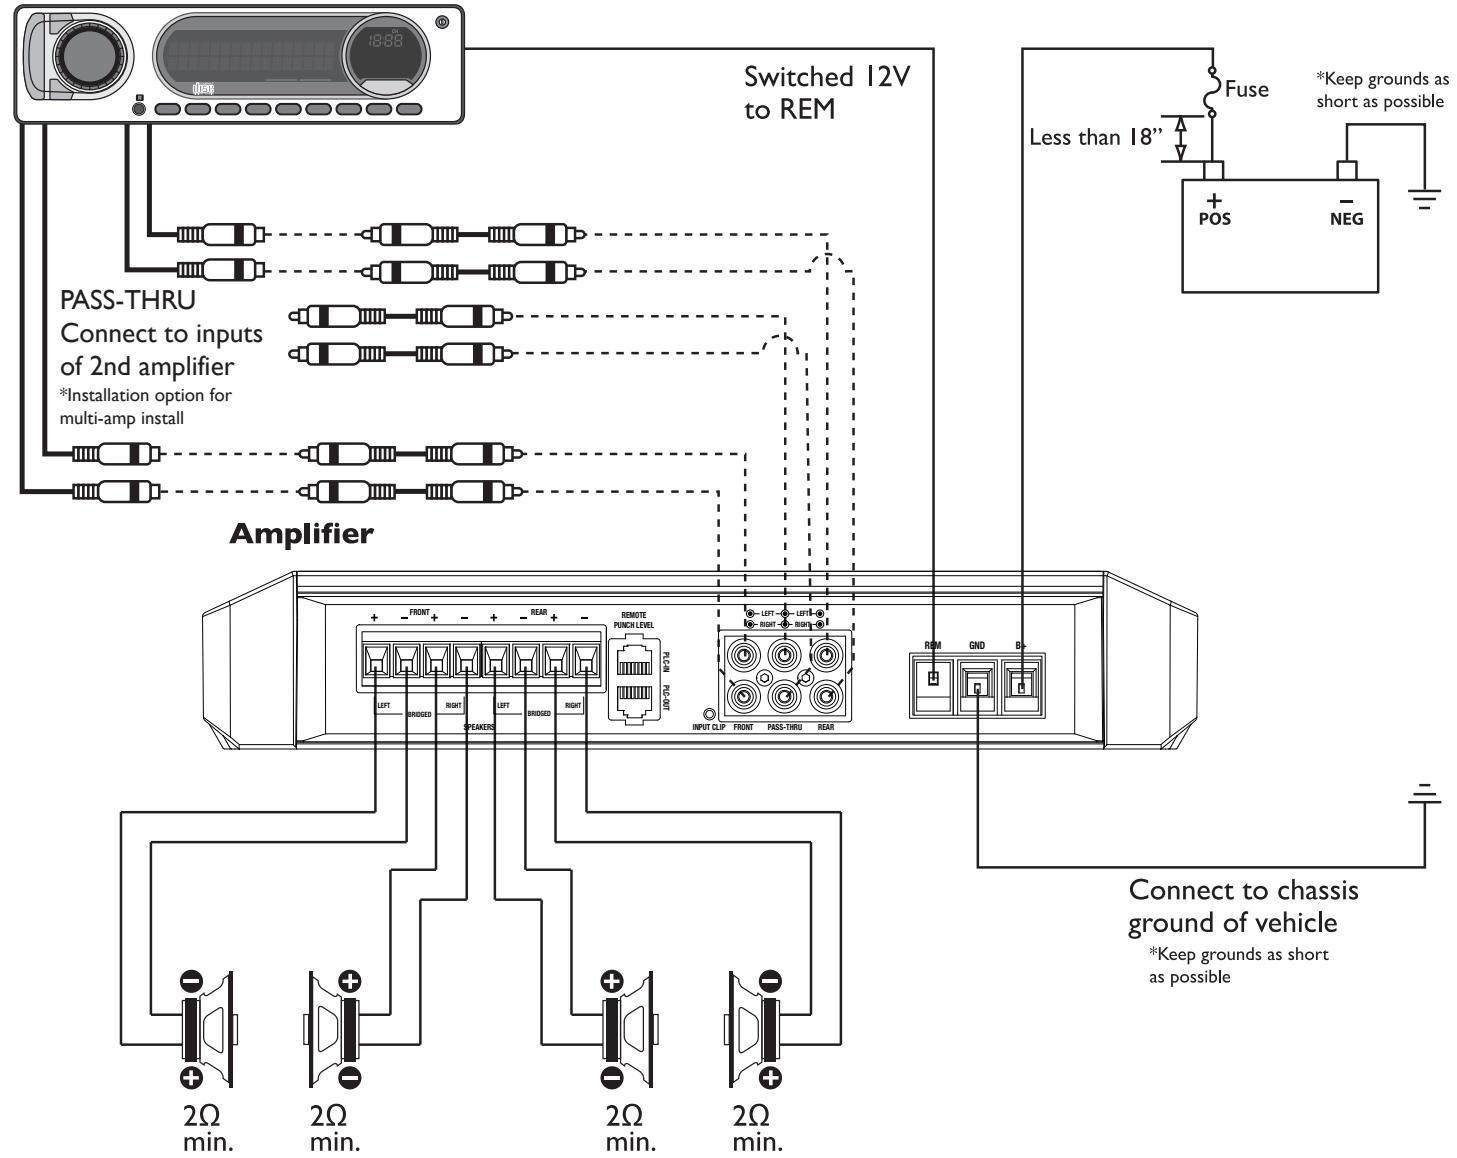 18:88
Switched 12V
to REM
Fuse
*Keep grounds as
short as possible
Less than 18”
+
POS
–
NEG
PASS-THRU
Connect to inputs
of 2nd amplifier
*Installation option for
multi-amp install
Amplifier
FRONT
REAR
+ – + – + – + –
REMOTE
PUNCH LEVEL
LEFT LEFT
RIGHT RIGHT
REM GND B+
PLC-IN
PLC-OUT
LEFT BRIDGED RIGHT LEFT BRIDGED RIGHT
SPEAKERS
INPUT CLIP FRONT PASS-THRU REAR
Connect to chassis
ground of vehicle
*Keep grounds as short
as possible
– + + –
+ – – +
2Ω
min.
2Ω
min.
2Ω
min.
2Ω
min.